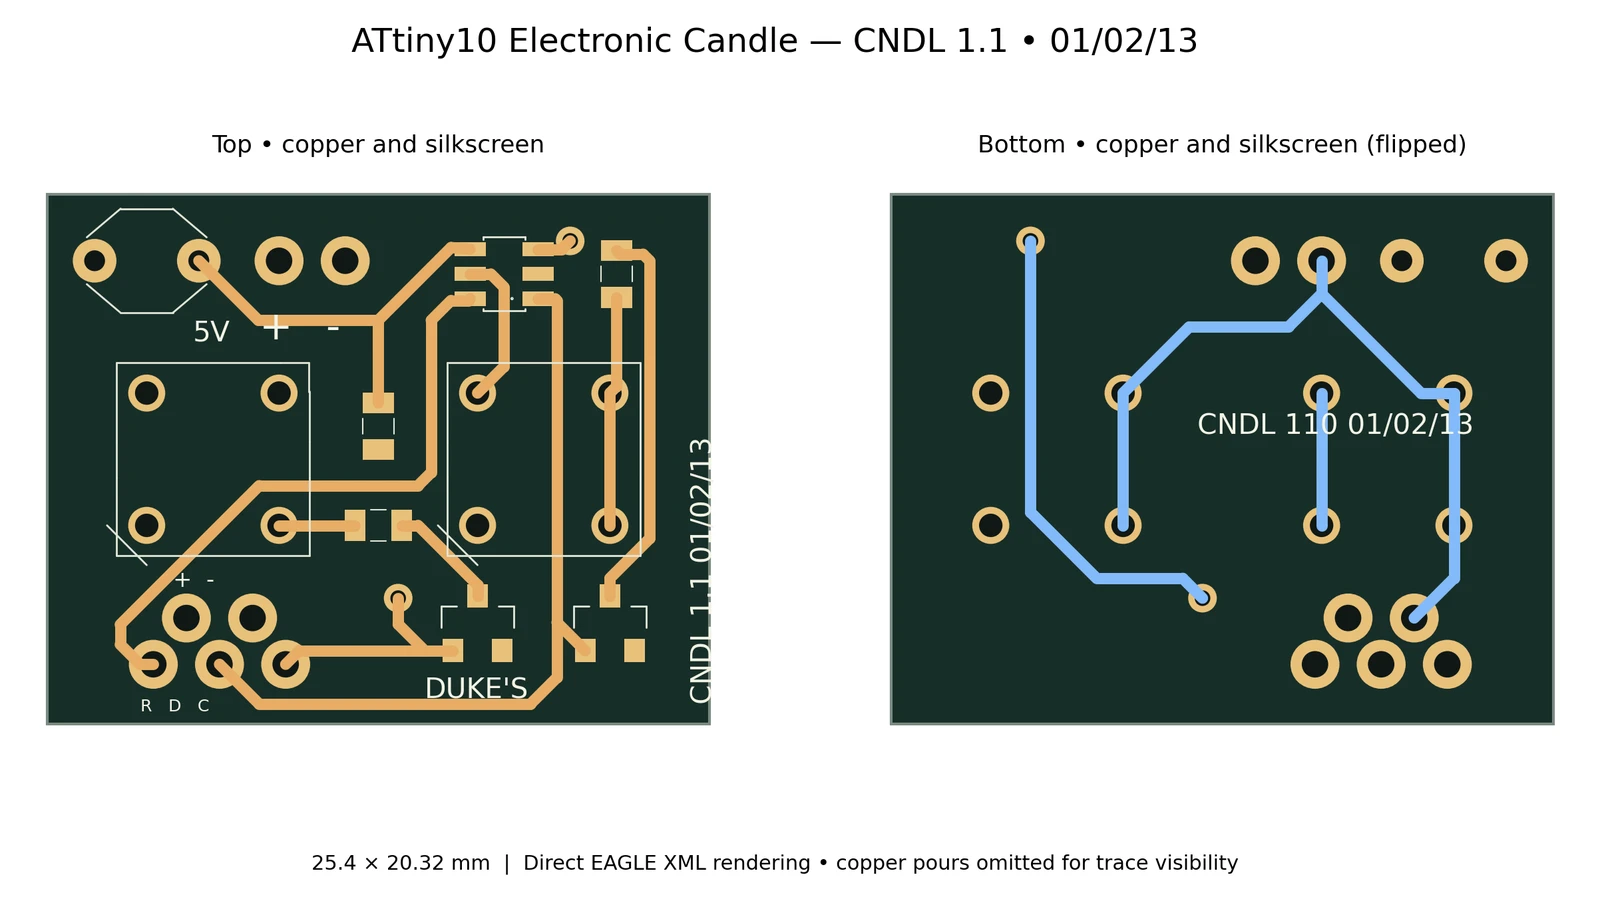 ATtiny10 Electronic Candle — CNDL 1.1 • 01/02/13
Top • copper and silkscreen
Bottom • copper and silkscreen (flipped)
5V + -
CNDL 110 01/02/13
+ -
CNDL 1.1 01/02/13
DUKE'S
R D C
25.4 × 20.32 mm | Direct EAGLE XML rendering • copper pours omitted for trace visibility